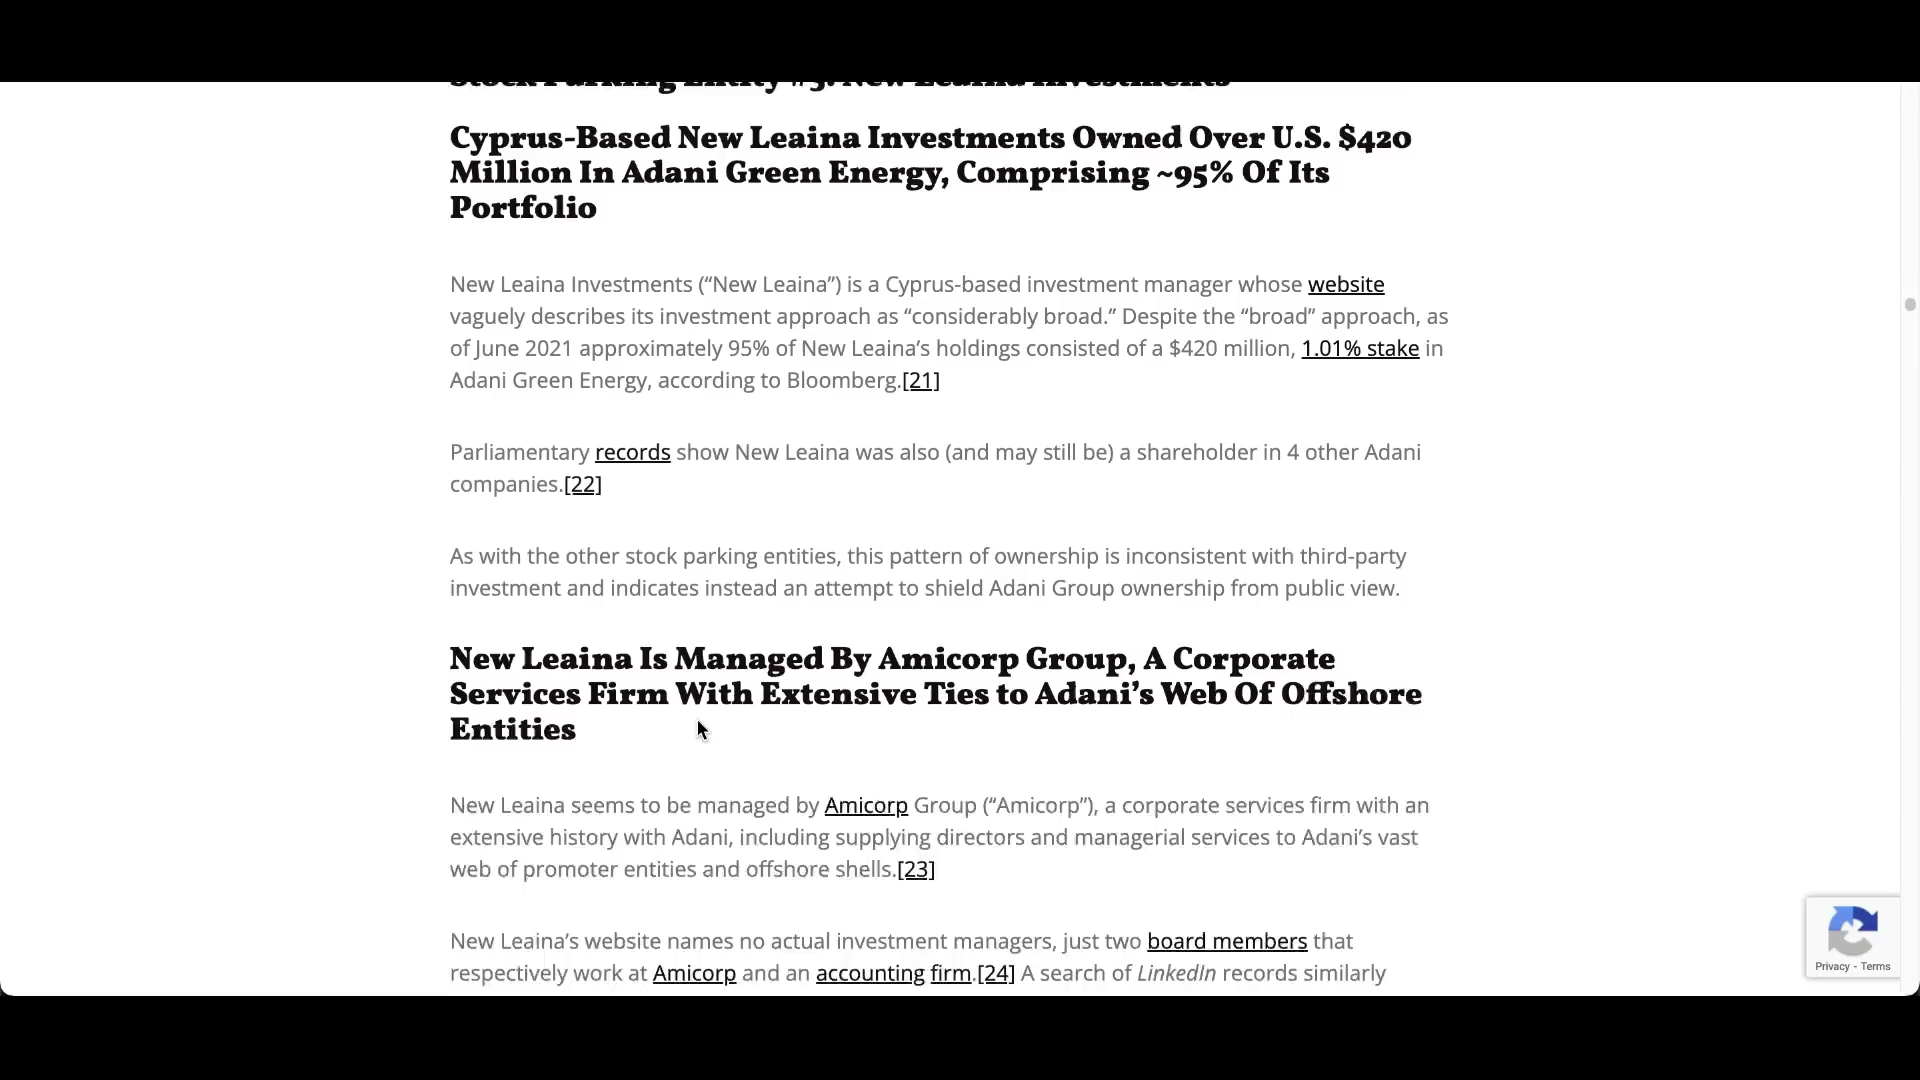 Stock Parking Entity #3: New Leaina Investments
Cyprus-Based New Leaina Investments Owned Over U.S. $420
Million In Adani Green Energy, Comprising ~95% Of Its
Portfolio
New Leaina Investments (“New Leaina”) is a Cyprus-based investment manager whose website
vaguely describes its investment approach as “considerably broad.” Despite the “broad” approach, as
of June 2021 approximately 95% of New Leaina’s holdings consisted of a $420 million, 1.01% stake in
Adani Green Energy, according to Bloomberg.[21]
Parliamentary records show New Leaina was also (and may still be) a shareholder in 4 other Adani
companies.[22]
As with the other stock parking entities, this pattern of ownership is inconsistent with third-party
investment and indicates instead an attempt to shield Adani Group ownership from public view.
New Leaina Is Managed By Amicorp Group, A Corporate
Services Firm With Extensive Ties to Adani’s Web Of Offshore
Entities
New Leaina seems to be managed by Amicorp Group (“Amicorp”), a corporate services firm with an
extensive history with Adani, including supplying directors and managerial services to Adani’s vast
web of promoter entities and offshore shells.[23]
New Leaina’s website names no actual investment managers, just two board members that
respectively work at Amicorp and an accounting firm.[24] A search of LinkedIn records similarly
Privacy - Terms